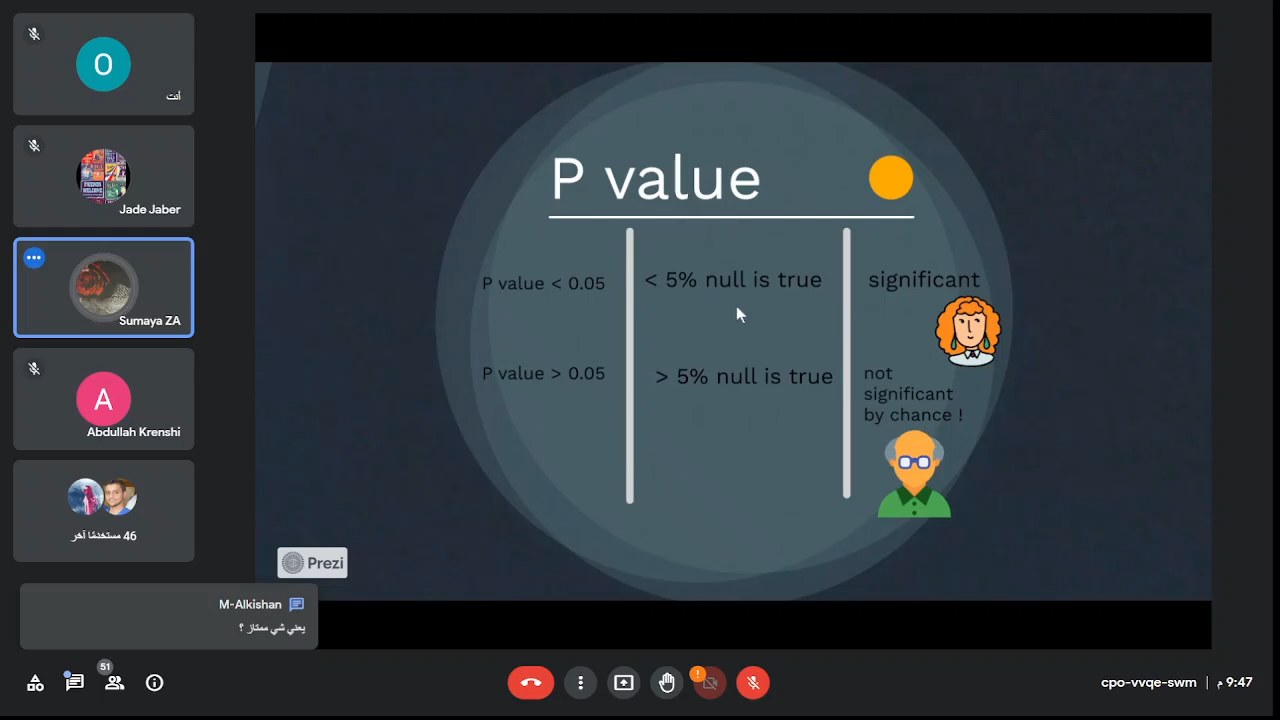 O
أنت
Jade Jaber
Sumaya ZA
A
Abdullah Krenshi
46 مستخدمًا آخر
M-Alkishan
يعني شي ممتاز ؟
P value
P value < 0.05
< 5% null is true
significant
P value > 0.05
> 5% null is true
not
significant
by chance !
Prezi
51
!
cpo-vvqe-swm | 9:47 م